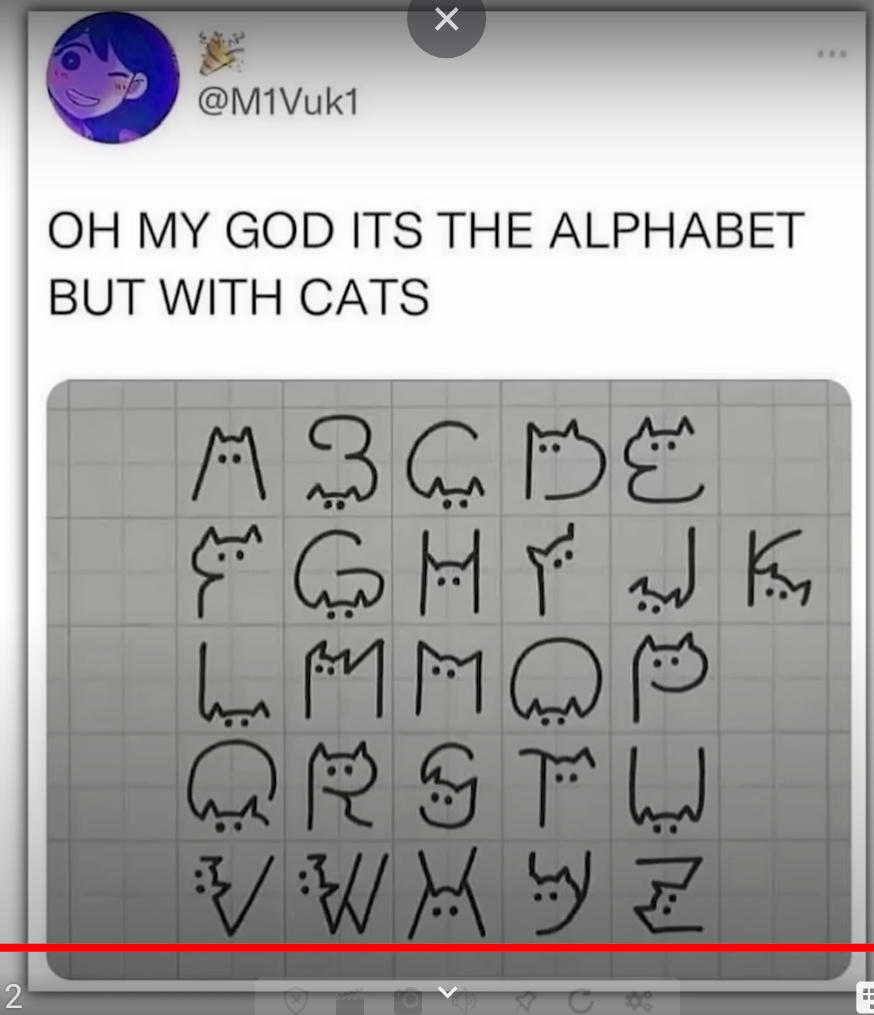 @M1Vuk1
OH MY GOD ITS THE ALPHABET
BUT WITH CATS
A B C D E
F G H I J K
L M N O P
Q R S T U
V W X Y Z
2